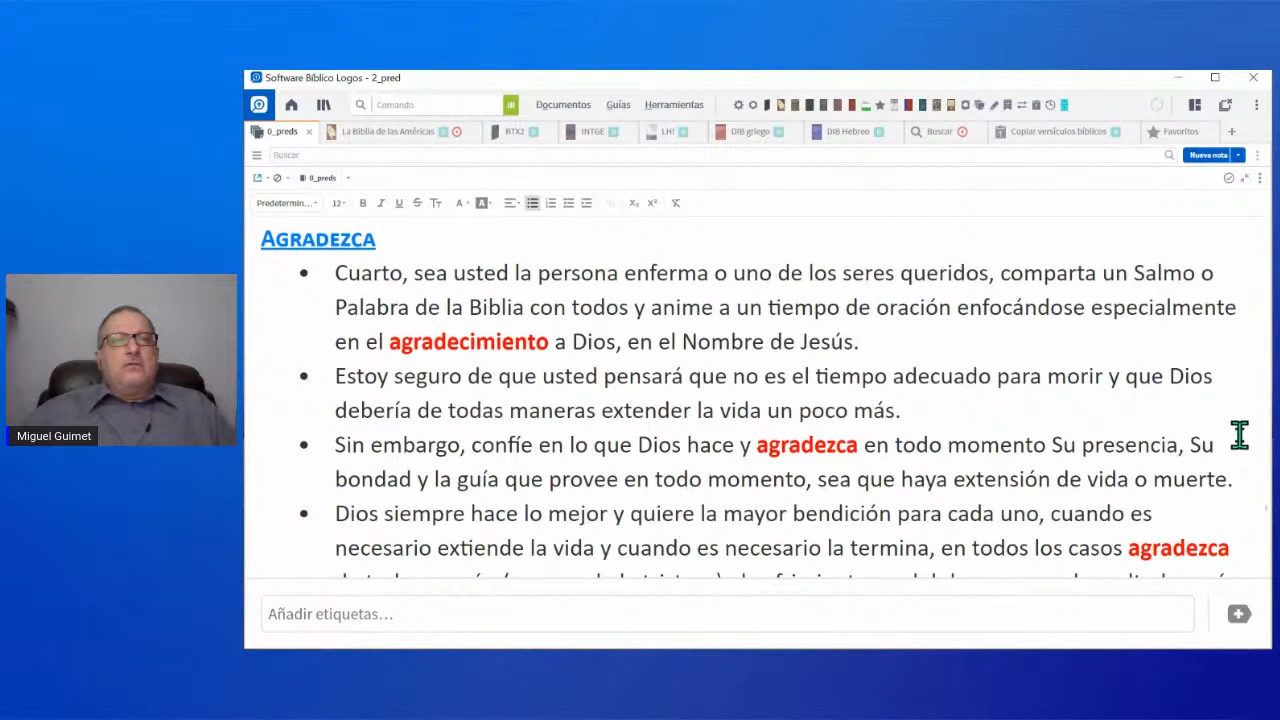 Software Bíblico Logos - 2_pred
Comando
IR
Documentos
Guías
Herramientas
0_preds
La Biblia de las Américas
BTX2
INTGE
LHI
DIB griego
DIB Hebreo
Buscar
Copiar versículos bíblicos
Favoritos
Buscar
Nueva nota
0_preds
Predetermin...
12
AGRADEZCA
• Cuarto, sea usted la persona enferma o uno de los seres queridos, comparta un Salmo o
Palabra de la Biblia con todos y anime a un tiempo de oración enfocándose especialmente
en el agradecimiento a Dios, en el Nombre de Jesús.
• Estoy seguro de que usted pensará que no es el tiempo adecuado para morir y que Dios
debería de todas maneras extender la vida un poco más.
• Sin embargo, confíe en lo que Dios hace y agradezca en todo momento Su presencia, Su
bondad y la guía que provee en todo momento, sea que haya extensión de vida o muerte.
• Dios siempre hace lo mejor y quiere la mayor bendición para cada uno, cuando es
necesario extiende la vida y cuando es necesario la termina, en todos los casos agradezca
Añadir etiquetas...
Miguel Guimet